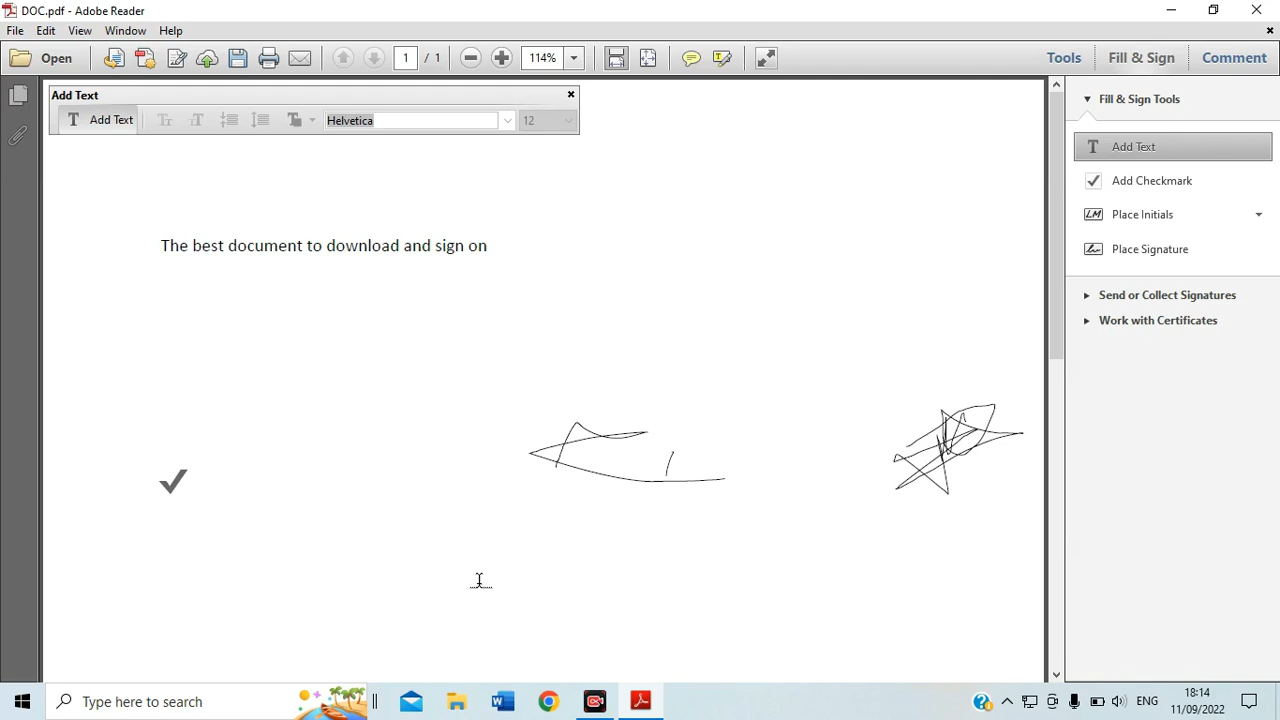 DOC.pdf - Adobe Reader
File Edit View Window Help
Open 1 / 1 114% Tools Fill & Sign Comment
Add Text
T Add Text Helvetica 12
The best document to download and sign on
Fill & Sign Tools
T Add Text
Add Checkmark
LM Place Initials
Place Signature
Send or Collect Signatures
Work with Certificates
Type here to search
ENG
18:14
11/09/2022